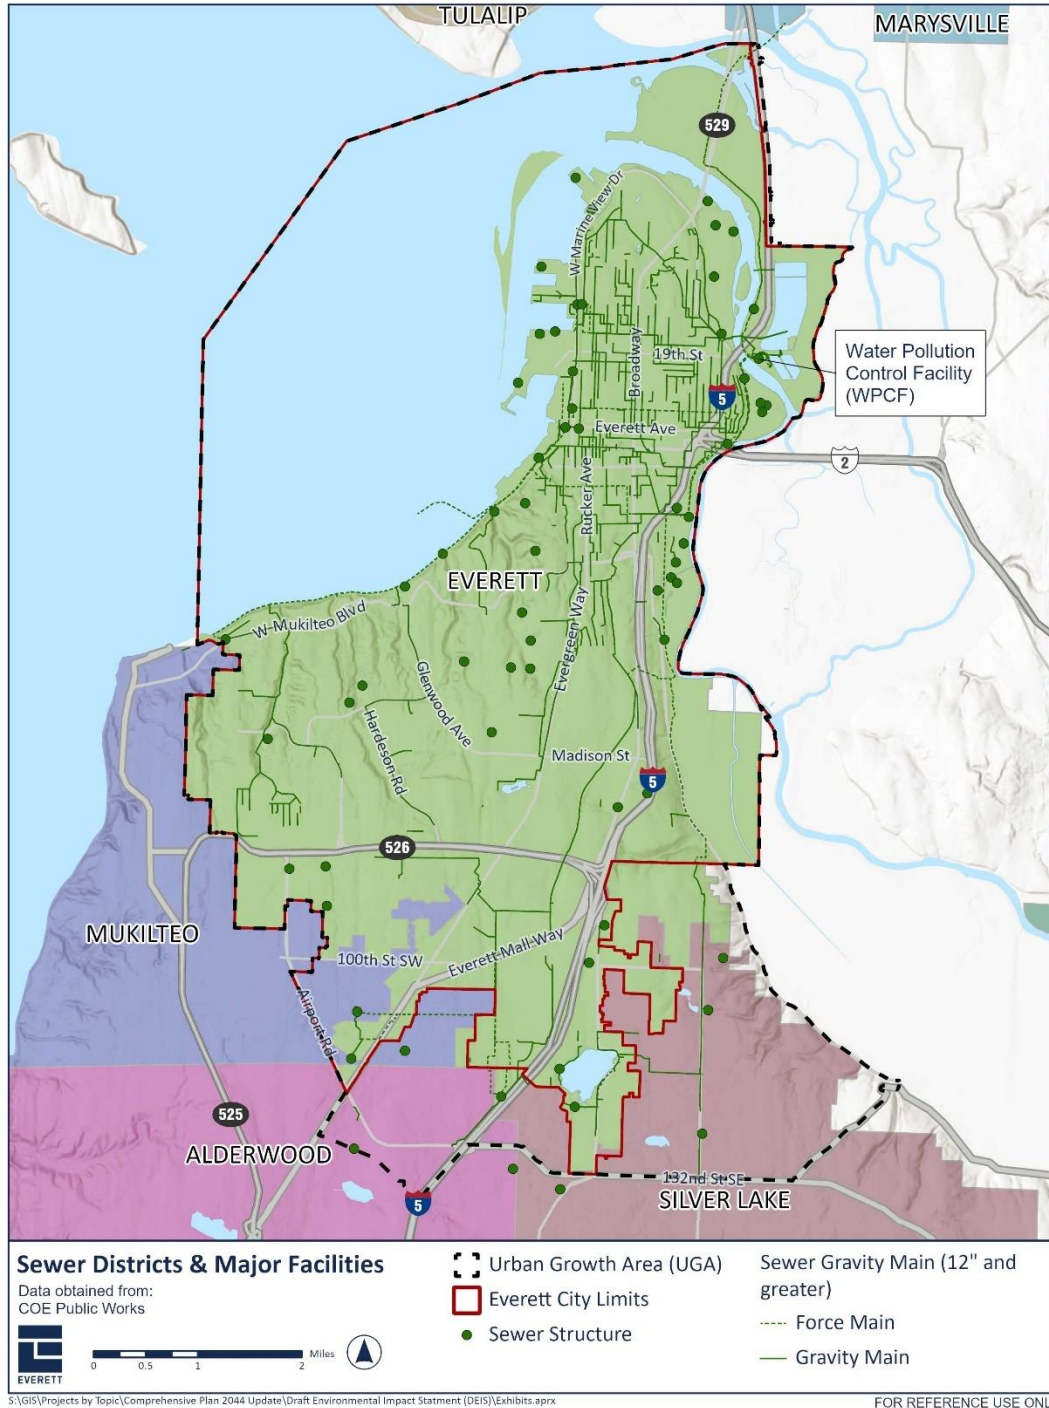 TULALIP
MARYSVILLE
529
W Marine View Dr
Broadway
19th St
Water Pollution
Control Facility
(WPCF)
5
Everett Ave
2
Rucker Ave
EVERETT
W Mukilteo Blvd
Evergreen Way
Glenwood Ave
Hardeson Rd
Madison St
5
526
MUKILTEO
100th St SW
Everett Mall Way
Airport Rd
525
ALDERWOOD
132nd St SE
5
SILVER LAKE
Sewer Districts & Major Facilities
Data obtained from:
COE Public Works
EVERETT
0 0.5 1 2 Miles
Urban Growth Area (UGA)
Everett City Limits
Sewer Structure
Sewer Gravity Main (12" and
greater)
Force Main
Gravity Main
S:\GIS\Projects by Topic\Comprehensive Plan 2044 Update\Draft Environmental Impact Statment (DEIS)\Exhibits.aprx
FOR REFERENCE USE ONL